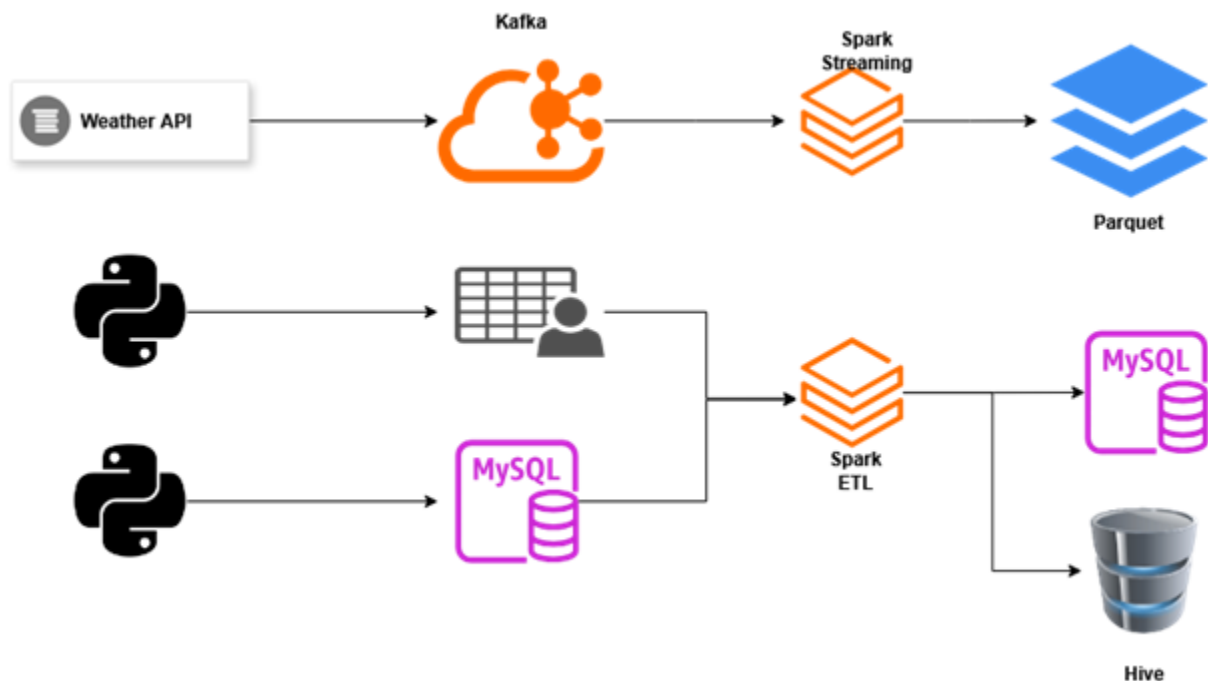 Kafka
Spark
Streaming
Weather API
Parquet
MySQL
MySQL
Spark
ETL
Hive